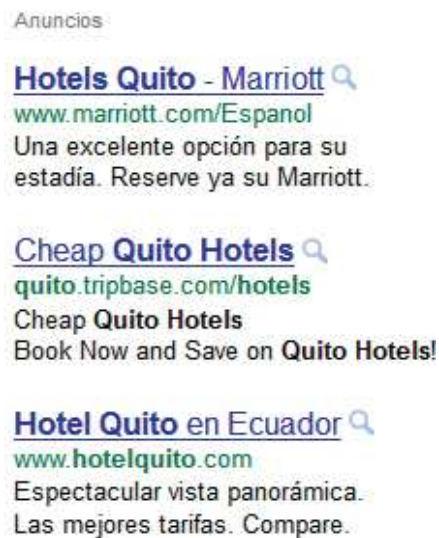 Anuncios
Hotels Quito - Marriott
www.marriott.com/Espanol
Una excelente opción para su
estadía. Reserve ya su Marriott.
Cheap Quito Hotels
quito.tripbase.com/hotels
Cheap Quito Hotels
Book Now and Save on Quito Hotels!
Hotel Quito en Ecuador
www.hotelquito.com
Espectacular vista panorámica.
Las mejores tarifas. Compare.